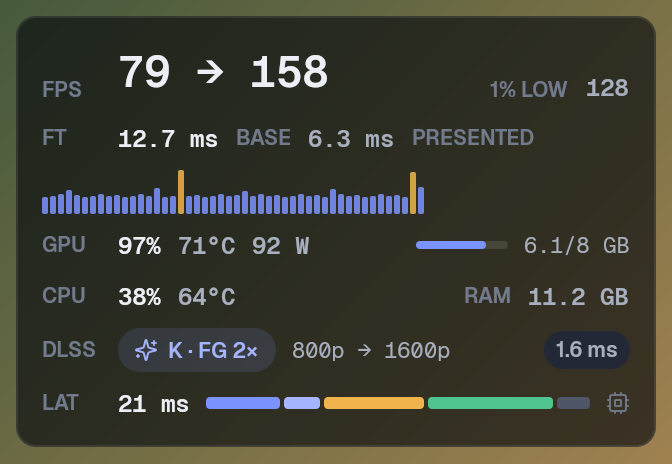 FPS 79 → 158 1% LOW 128
FT 12.7 ms BASE 6.3 ms PRESENTED
GPU 97% 71°C 92 W 6.1/8 GB
CPU 38% 64°C RAM 11.2 GB
DLSS K · FG 2× 800p → 1600p 1.6 ms
LAT 21 ms